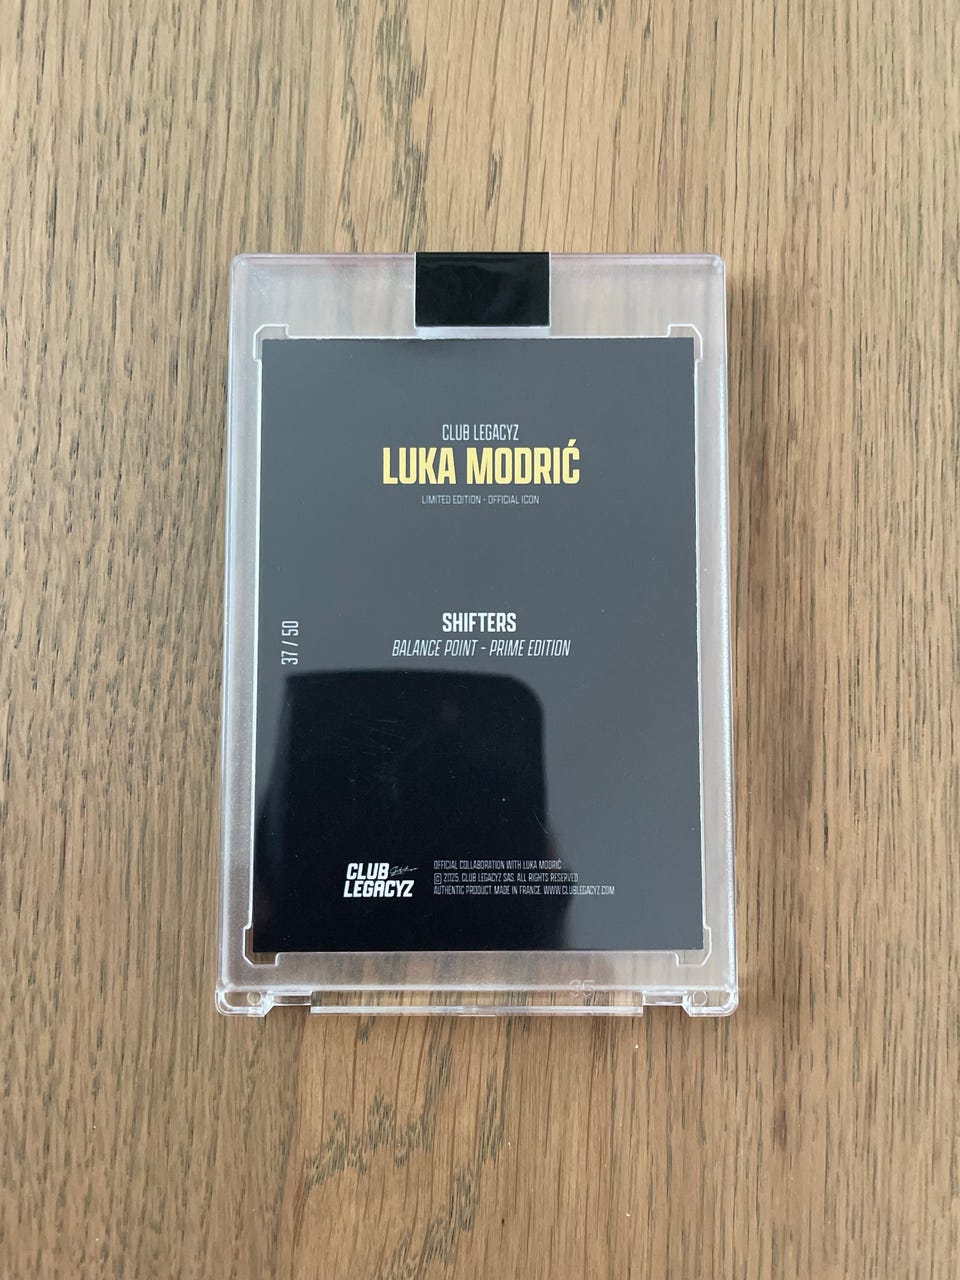 CLUB LEGACYZ
LUKA MODRIĆ
LIMITED EDITION - OFFICIAL ICON
37 / 50
SHIFTERS
BALANCE POINT - PRIME EDITION
CLUB
LEGACYZ
OFFICIAL COLLABORATION WITH LUKA MODRIĆ
© 2025, CLUB LEGACYZ SAS. ALL RIGHTS RESERVED
AUTHENTIC PRODUCT. MADE IN FRANCE. WWW.CLUBLEGACYZ.COM
35